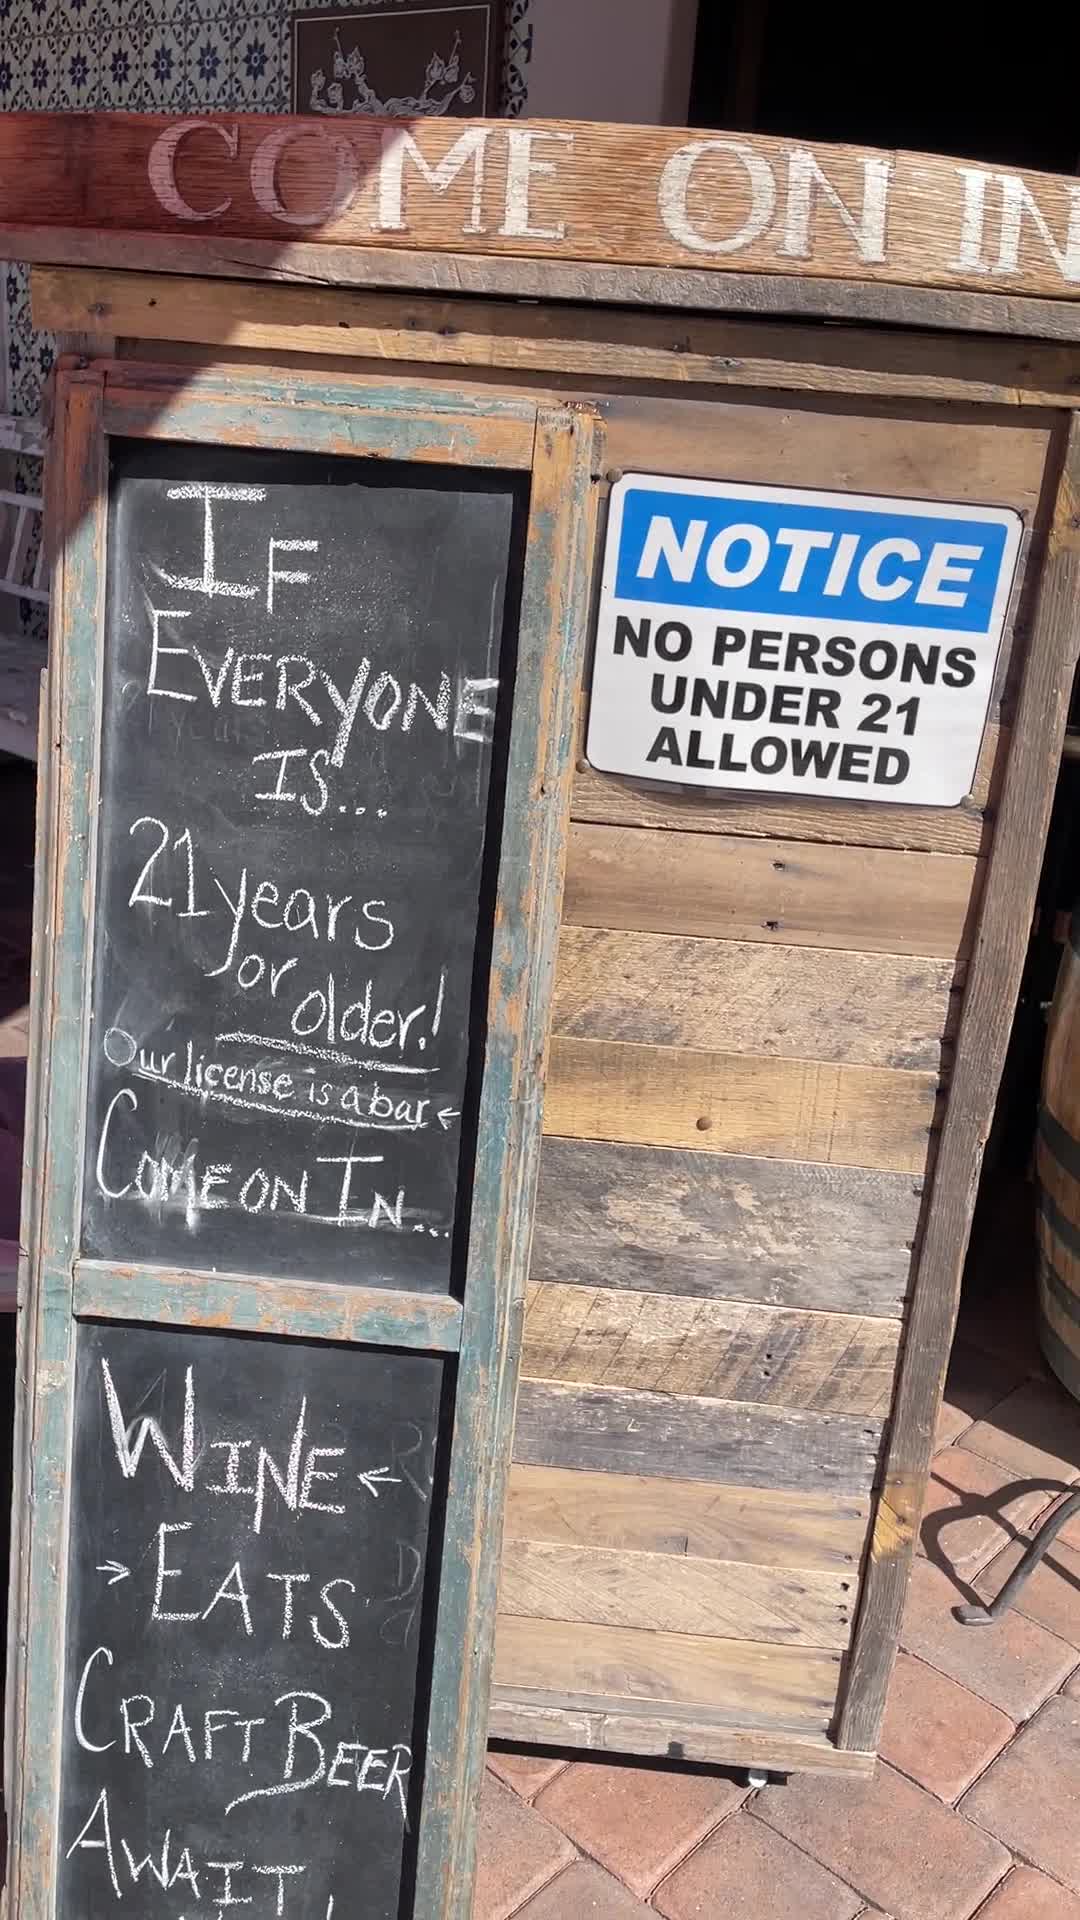 COME ON IN
IF
EVERYONE
IS...
21 years
or older!
Our license is a bar ←
COME ON IN...
WINE ←
→ EATS
CRAFT BEER
AWAIT!
NOTICE
NO PERSONS
UNDER 21
ALLOWED